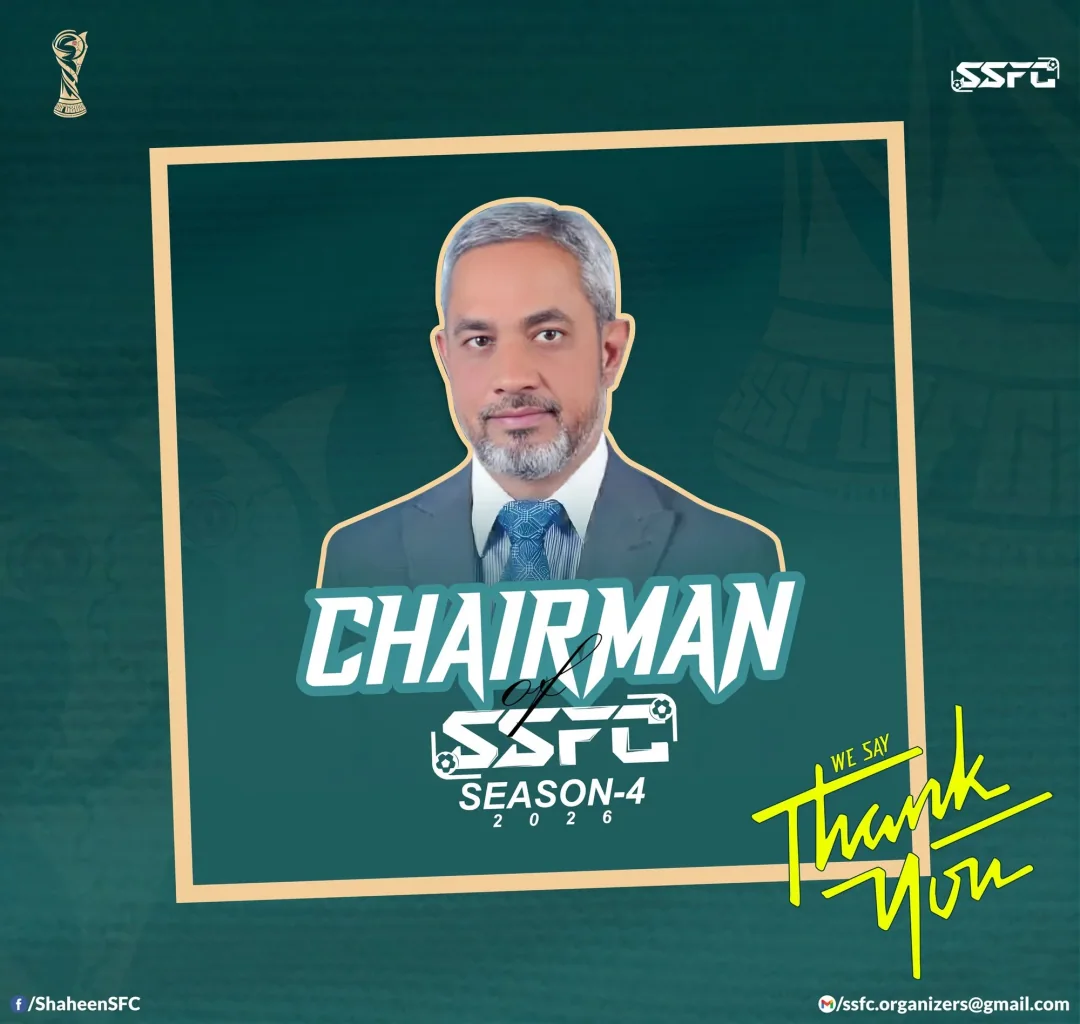 SSFC
CHAIRMAN
of
SSFC
SEASON-4
2026
WE SAY
Thank
You
/ShaheenSFC
/ssfc.organizers@gmail.com